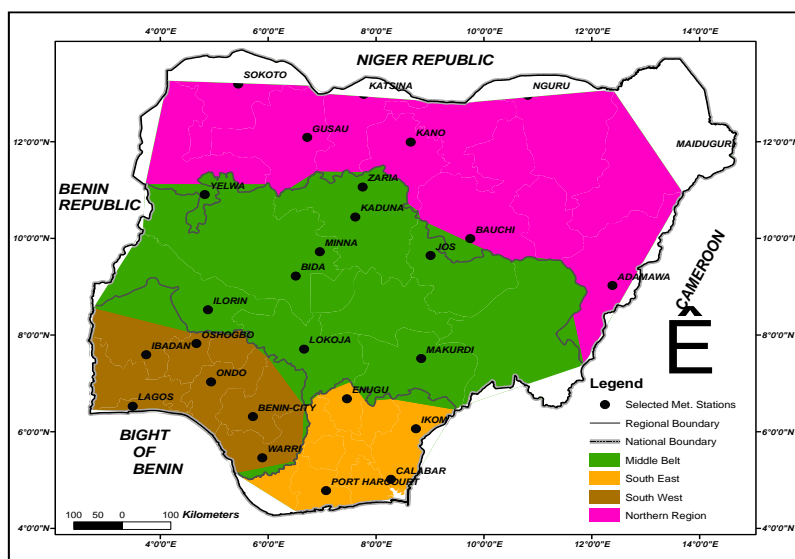 4°0'0"E 6°0'0"E 8°0'0"E 10°0'0"E 12°0'0"E 14°0'0"E
NIGER REPUBLIC
SOKOTO
KATSINA
NGURU
12°0'0"N 12°0'0"N
GUSAU
KANO
MAIDUGURI
ZARIA
YELWA
BENIN
REPUBLIC
KADUNA
10°0'0"N 10°0'0"N
BAUCHI
MINNA
JOS
BIDA
ADAMAWA
CAMEROON
ILORIN
8°0'0"N 8°0'0"N
OSHOGBO
IBADAN
LOKOJA
MAKURDI
Ê
ONDO
ENUGU
LAGOS
BENIN-CITY
IKOM
BIGHT
OF
BENIN
6°0'0"N 6°0'0"N
WARRI
CALABAR
PORT HARCOURT
Legend
Selected Met. Stations
Regional Boundary
National Boundary
Middle Belt
South East
South West
Northern Region
100 50 0 100 Kilometers
4°0'0"N 4°0'0"N
4°0'0"E 6°0'0"E 8°0'0"E 10°0'0"E 12°0'0"E 14°0'0"E